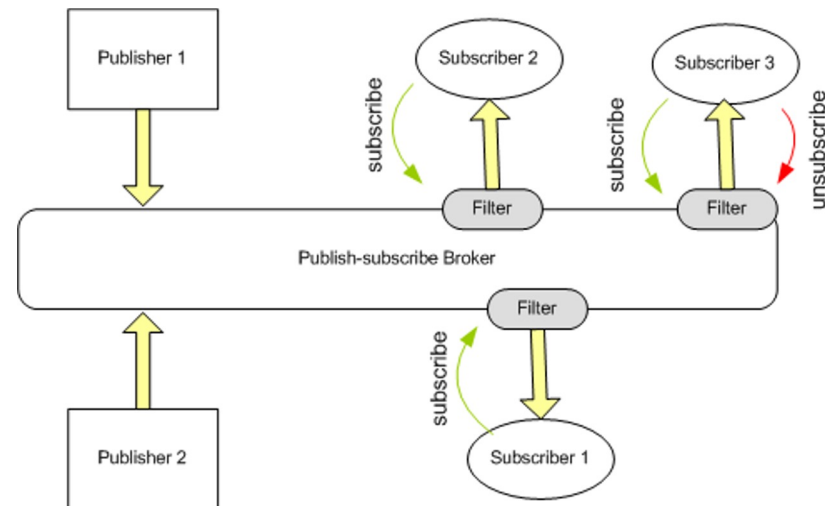 Publisher 1
Subscriber 2
Subscriber 3
subscribe
subscribe
unsubscribe
Filter
Filter
Publish-subscribe Broker
Filter
subscribe
Publisher 2
Subscriber 1